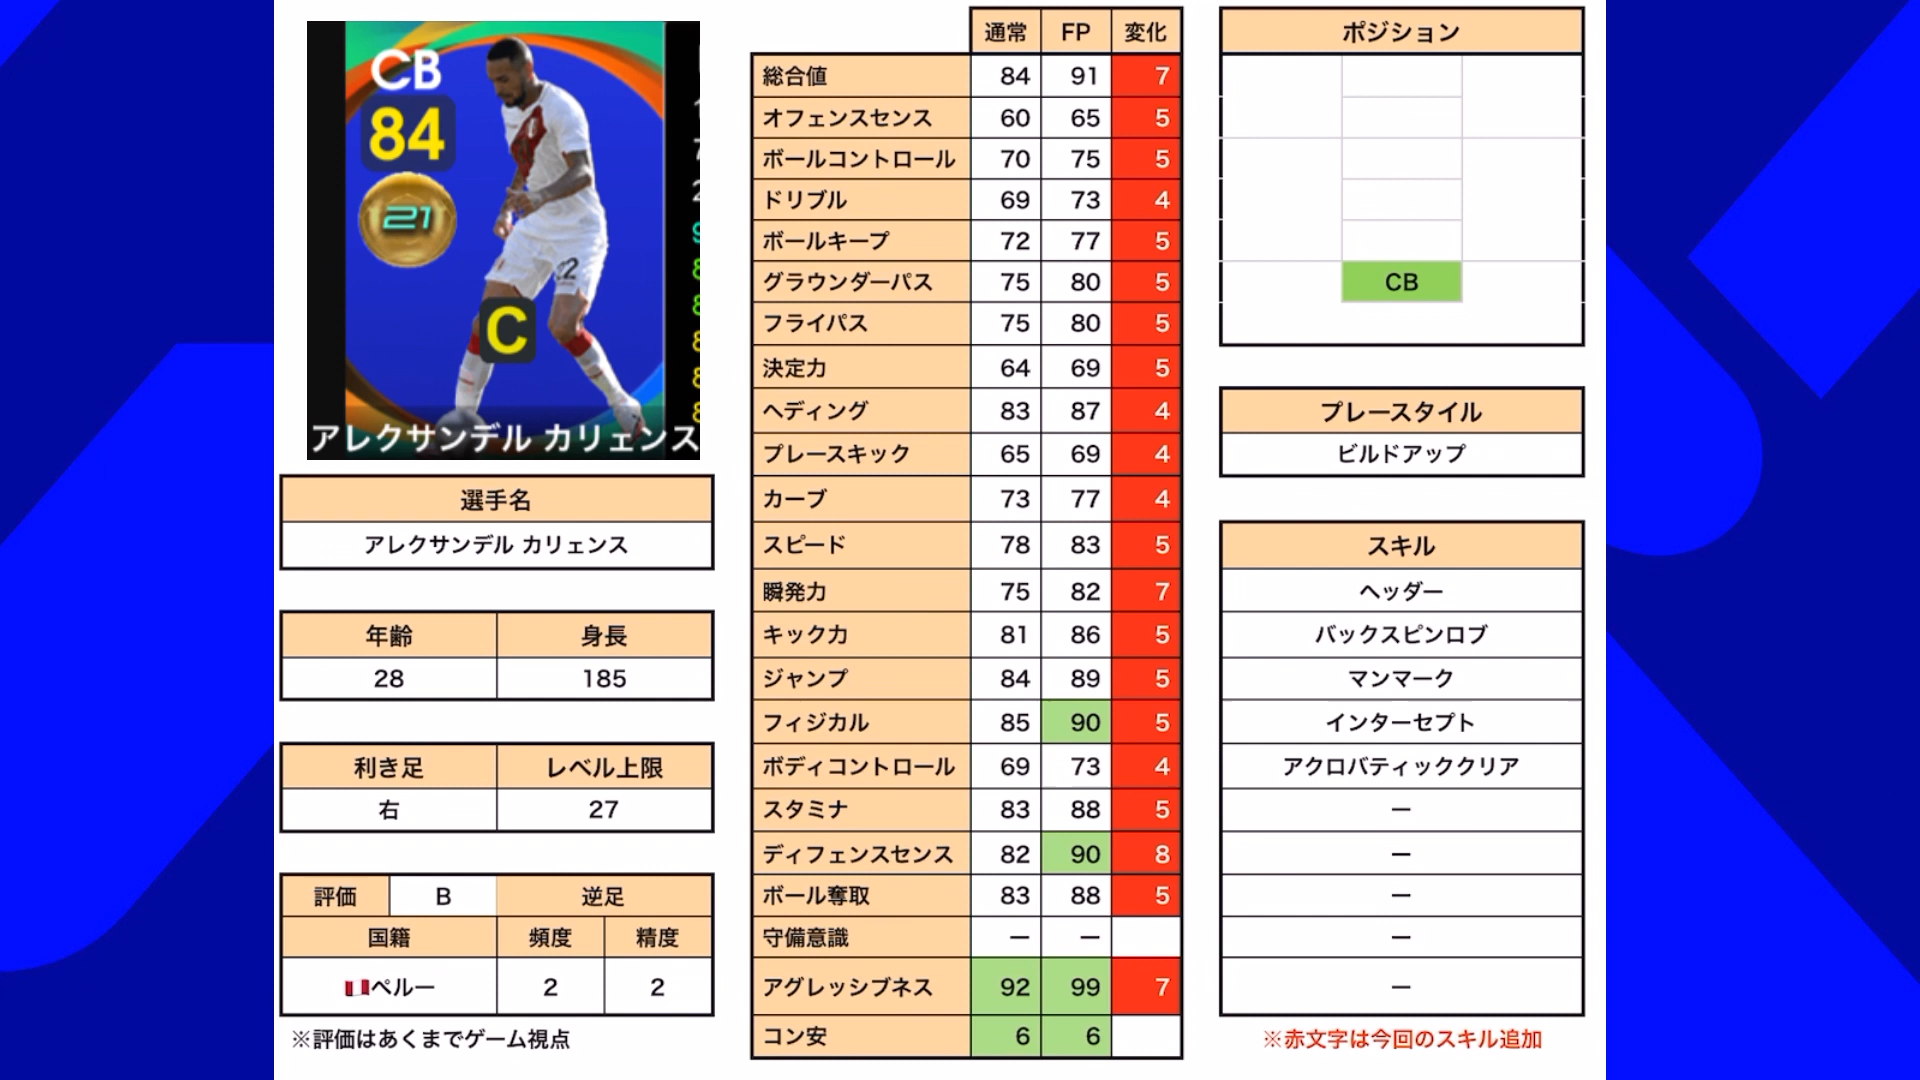 CB
84
21
C
アレクサンデル カリェンス
選手名
アレクサンデル カリェンス
年齢 身長
28 185
利き足 レベル上限
右 27
評価 B 逆足
国籍 頻度 精度
ペルー 2 2
※評価はあくまでゲーム視点
通常 FP 変化
総合値 84 91 7
オフェンスセンス 60 65 5
ボールコントロール 70 75 5
ドリブル 69 73 4
ボールキープ 72 77 5
グラウンダーパス 75 80 5
フライパス 75 80 5
決定力 64 69 5
ヘディング 83 87 4
プレースキック 65 69 4
カーブ 73 77 4
スピード 78 83 5
瞬発力 75 82 7
キック力 81 86 5
ジャンプ 84 89 5
フィジカル 85 90 5
ボディコントロール 69 73 4
スタミナ 83 88 5
ディフェンスセンス 82 90 8
ボール奪取 83 88 5
守備意識 ー ー
アグレッシブネス 92 99 7
コン安 6 6
ポジション
CB
プレースタイル
ビルドアップ
スキル
ヘッダー
バックスピンロブ
マンマーク
インターセプト
アクロバティッククリア
ー
ー
ー
ー
ー
※赤文字は今回のスキル追加